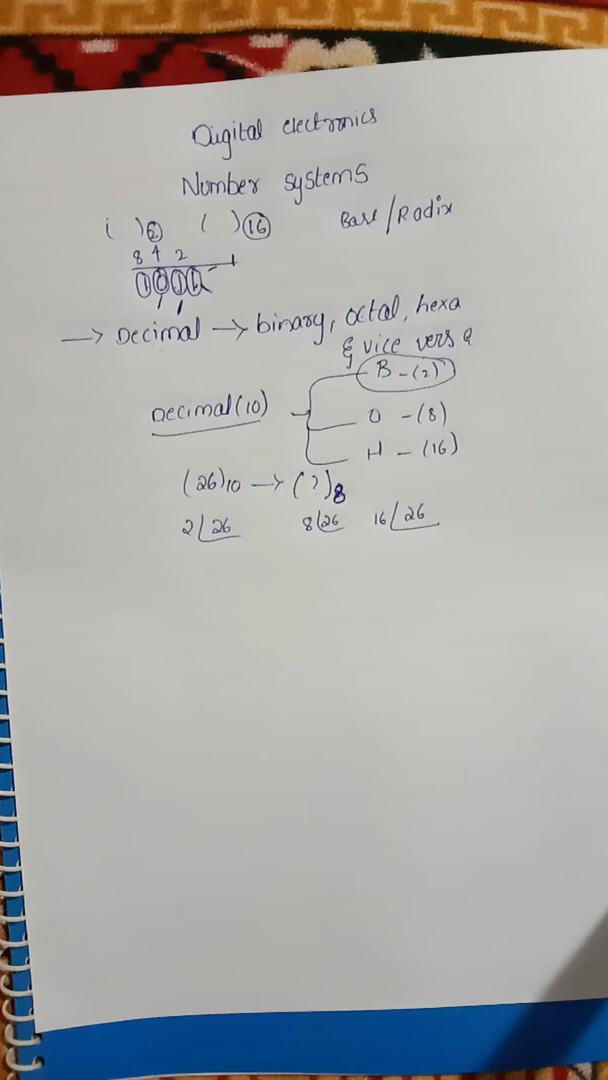 Digital electronics
Number systems
( )2 ( )16 Base/Radix
8 4 2 1
→ Decimal → binary, octal, hexa
& vice versa
B - (2)
Decimal(10)
O - (8)
H - (16)
(26)10 → (?)8
2 26 8 26 16 26